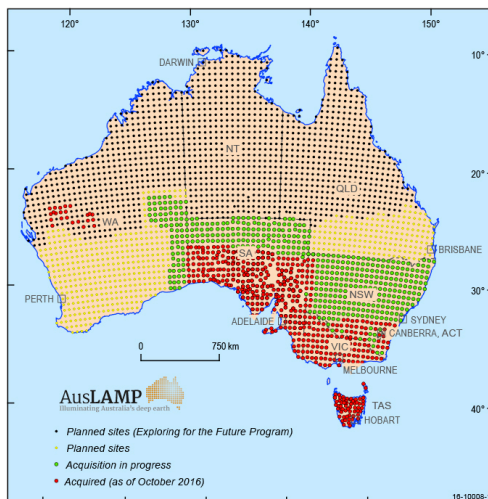 120°
140°
150°
10°
DARWIN
NT
20°
QLD
WA
BRISBANE
SA
PERTH
NSW
30°
ADELAIDE
SYDNEY
CANBERRA, ACT
VIC
0
750 km
MELBOURNE
TAS
AusLAMP
Illuminating Australia's deep earth
40°
HOBART
Planned sites (Exploring for the Future Program)
Planned sites
Acquisition in progress
Acquired (as of October 2016)